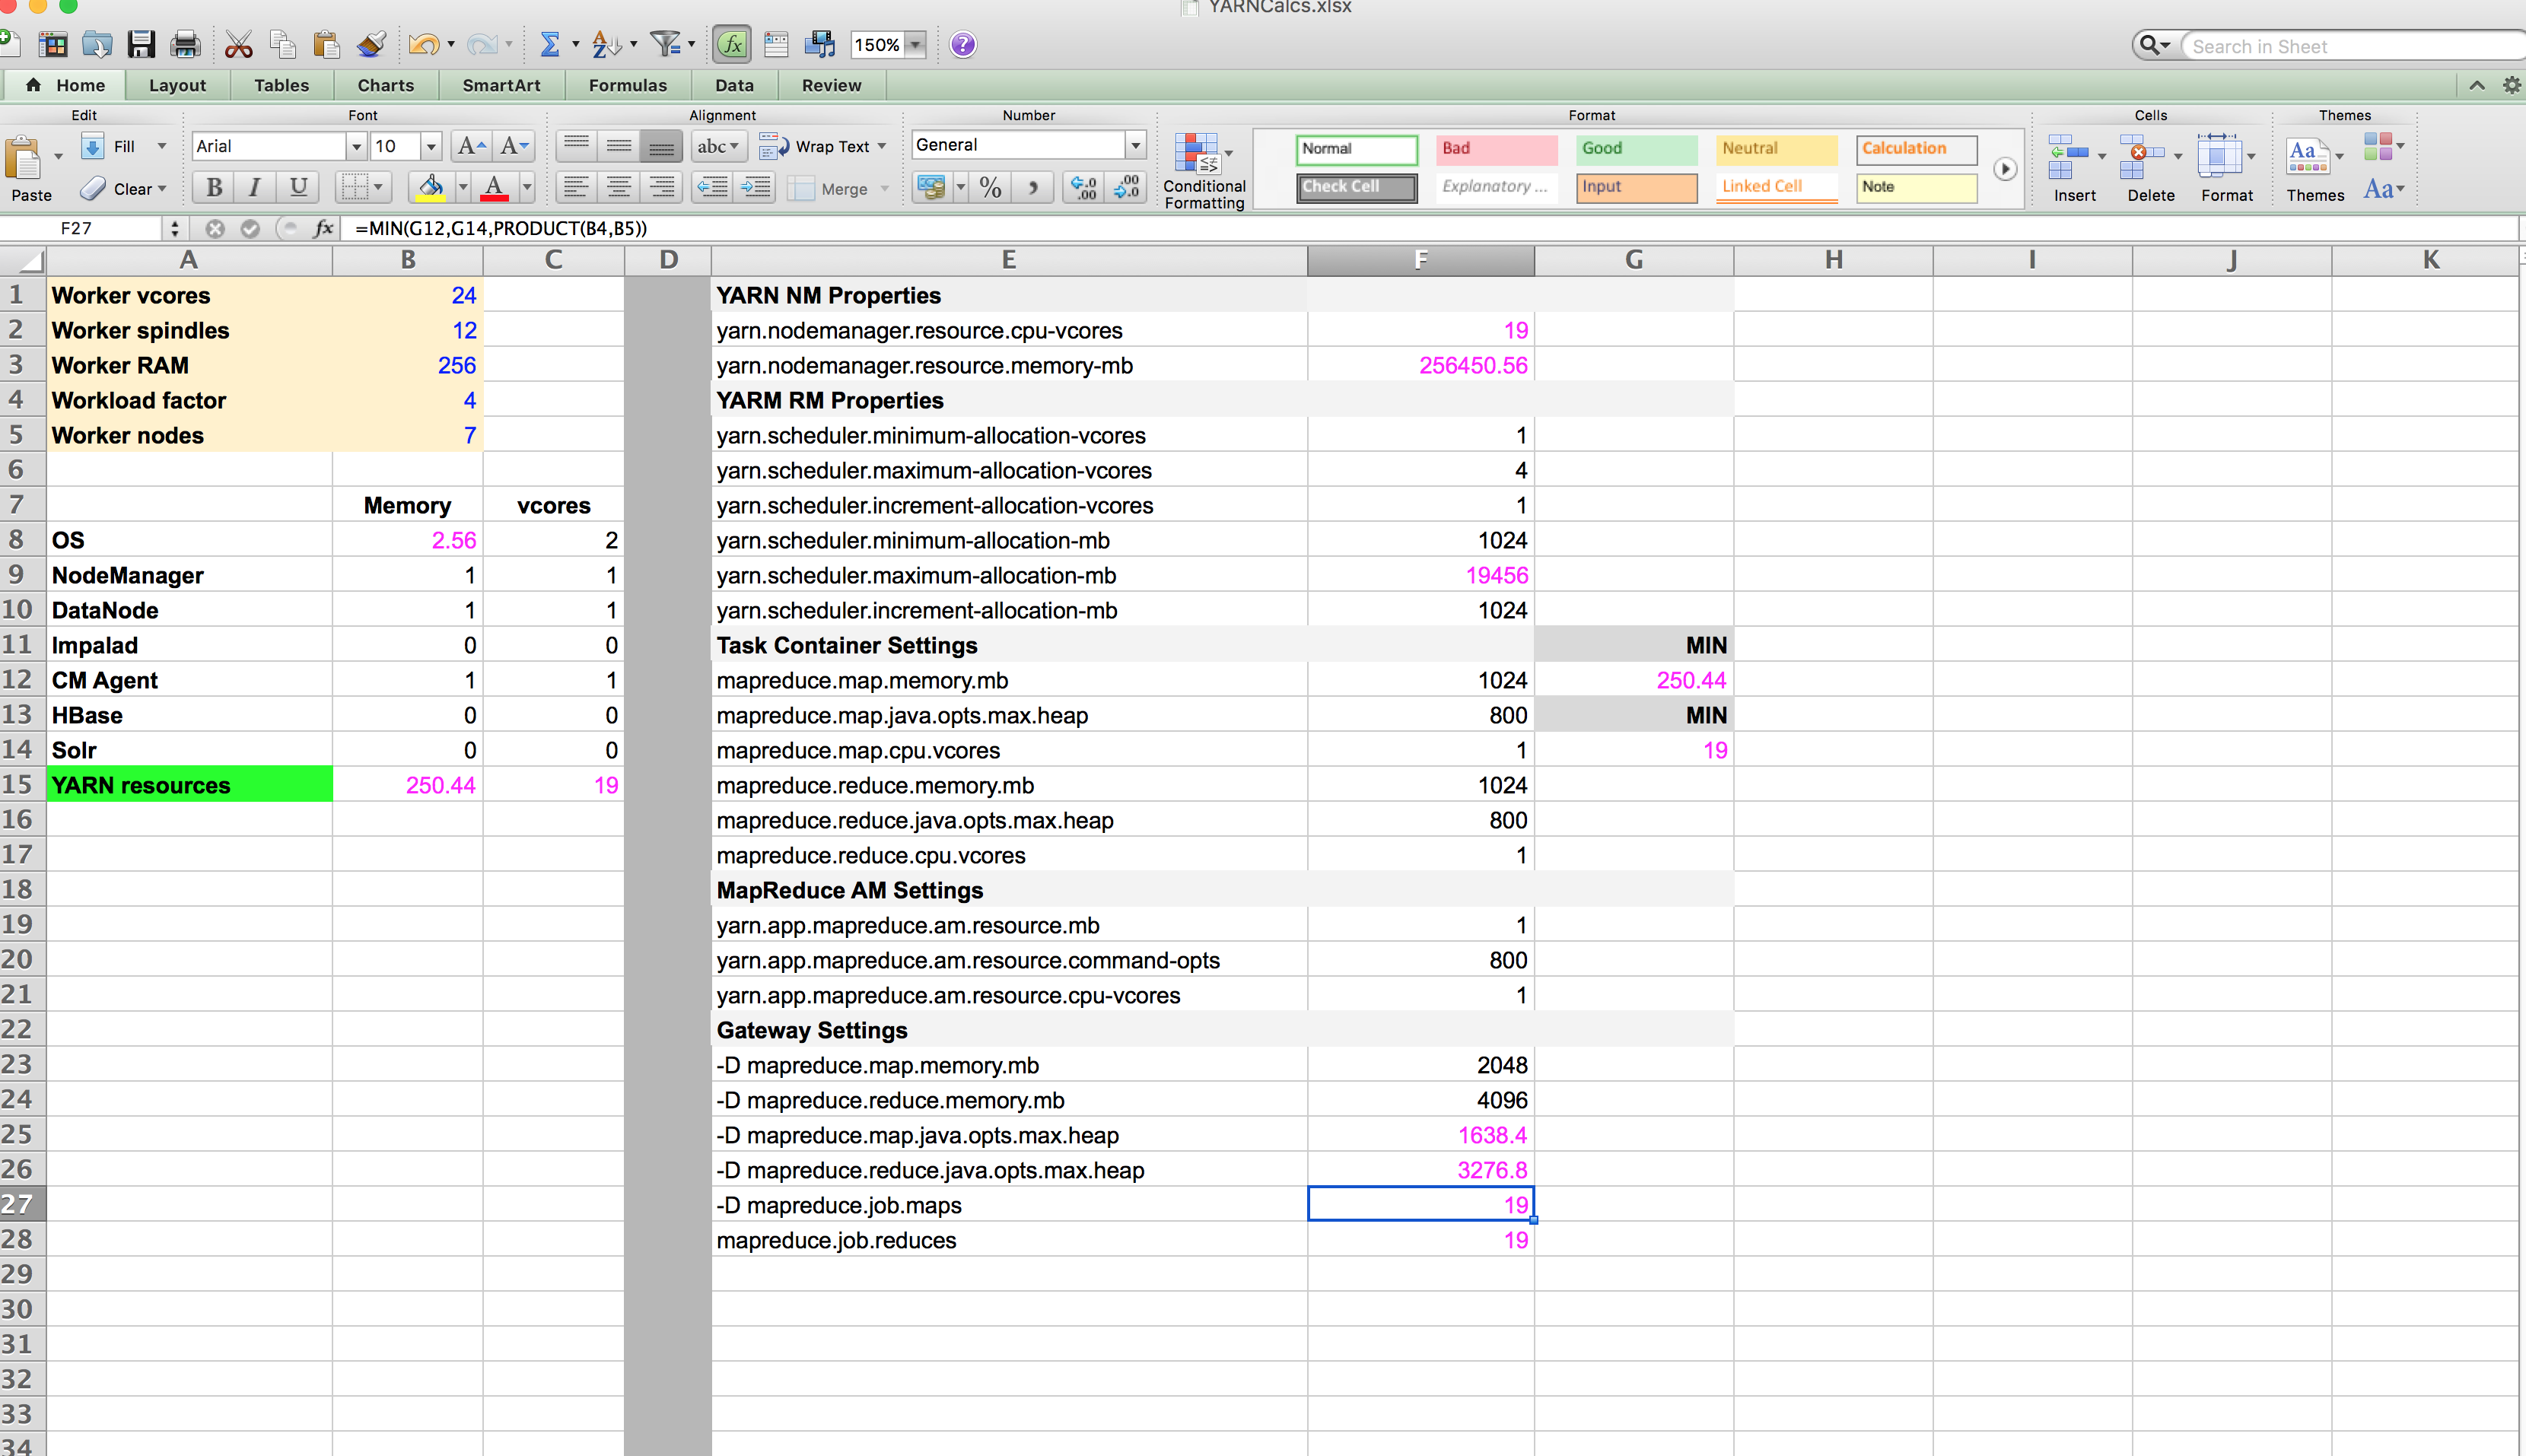 YARNCalcs.xlsx
150%
Search in Sheet
Home Layout Tables Charts SmartArt Formulas Data Review
Edit Font Alignment Number Format Cells Themes
Fill Arial 10 A A abc Wrap Text General Normal Bad Good Neutral Calculation
Paste Clear B I U A Merge % Conditional Formatting Check Cell Explanatory ... Input Linked Cell Note Insert Delete Format Themes Aa
F27 fx =MIN(G12,G14,PRODUCT(B4,B5))
A B C D E F G H I J K
1 Worker vcores 24 YARN NM Properties
2 Worker spindles 12 yarn.nodemanager.resource.cpu-vcores 19
3 Worker RAM 256 yarn.nodemanager.resource.memory-mb 256450.56
4 Workload factor 4 YARM RM Properties
5 Worker nodes 7 yarn.scheduler.minimum-allocation-vcores 1
6 yarn.scheduler.maximum-allocation-vcores 4
7 Memory vcores yarn.scheduler.increment-allocation-vcores 1
8 OS 2.56 2 yarn.scheduler.minimum-allocation-mb 1024
9 NodeManager 1 1 yarn.scheduler.maximum-allocation-mb 19456
10 DataNode 1 1 yarn.scheduler.increment-allocation-mb 1024
11 Impalad 0 0 Task Container Settings MIN
12 CM Agent 1 1 mapreduce.map.memory.mb 1024 250.44
13 HBase 0 0 mapreduce.map.java.opts.max.heap 800 MIN
14 Solr 0 0 mapreduce.map.cpu.vcores 1 19
15 YARN resources 250.44 19 mapreduce.reduce.memory.mb 1024
16 mapreduce.reduce.java.opts.max.heap 800
17 mapreduce.reduce.cpu.vcores 1
18 MapReduce AM Settings
19 yarn.app.mapreduce.am.resource.mb 1
20 yarn.app.mapreduce.am.resource.command-opts 800
21 yarn.app.mapreduce.am.resource.cpu-vcores 1
22 Gateway Settings
23 -D mapreduce.map.memory.mb 2048
24 -D mapreduce.reduce.memory.mb 4096
25 -D mapreduce.map.java.opts.max.heap 1638.4
26 -D mapreduce.reduce.java.opts.max.heap 3276.8
27 -D mapreduce.job.maps 19
28 mapreduce.job.reduces 19
29
30
31
32
33
34